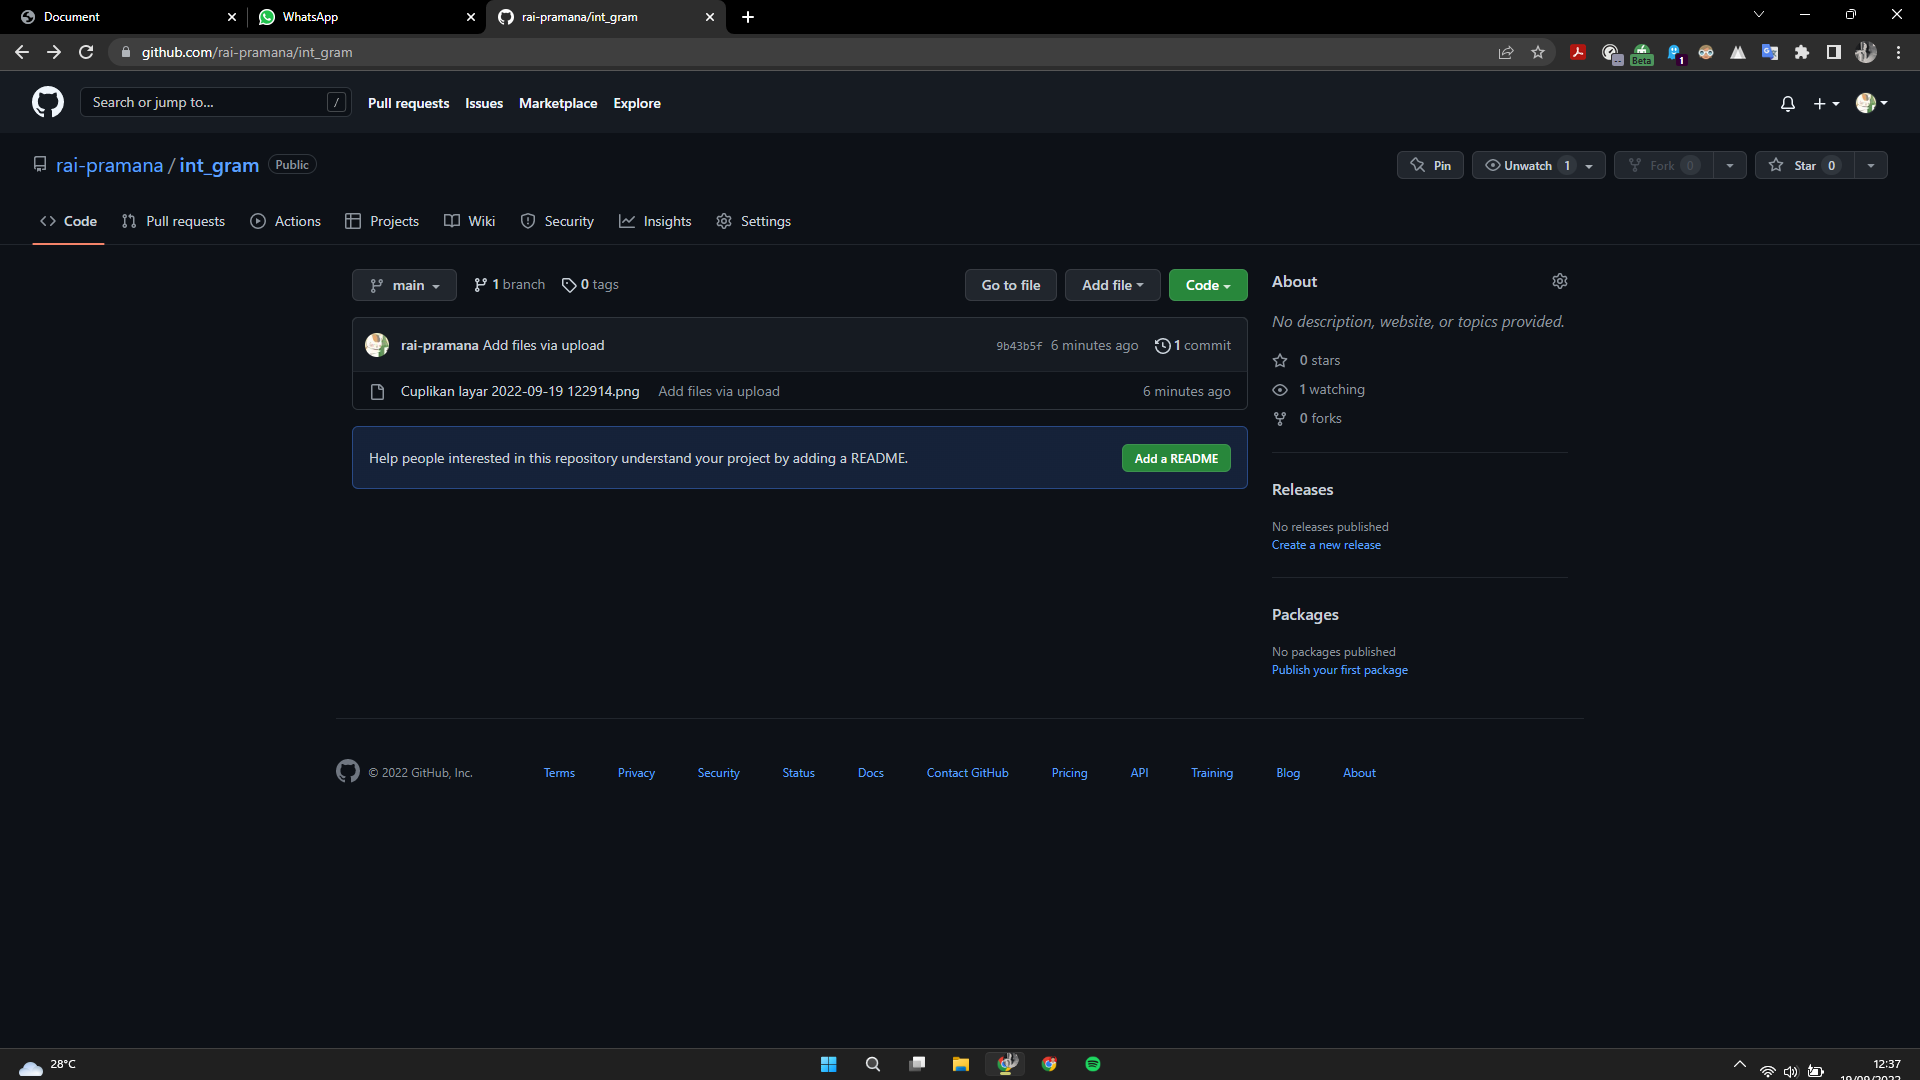 Document
WhatsApp
rai-pramana/int_gram
github.com/rai-pramana/int_gram
--
Beta
1
Search or jump to...
/
Pull requests
Issues
Marketplace
Explore
rai-pramana / int_gram
Public
Pin
Unwatch 1
Fork 0
Star 0
Code
Pull requests
Actions
Projects
Wiki
Security
Insights
Settings
main
1 branch
0 tags
Go to file
Add file
Code
rai-pramana Add files via upload
9b43b5f 6 minutes ago
1 commit
Cuplikan layar 2022-09-19 122914.png
Add files via upload
6 minutes ago
Help people interested in this repository understand your project by adding a README.
Add a README
About
No description, website, or topics provided.
0 stars
1 watching
0 forks
Releases
No releases published
Create a new release
Packages
No packages published
Publish your first package
© 2022 GitHub, Inc.
Terms
Privacy
Security
Status
Docs
Contact GitHub
Pricing
API
Training
Blog
About
28°C
12:37
19/09/2022